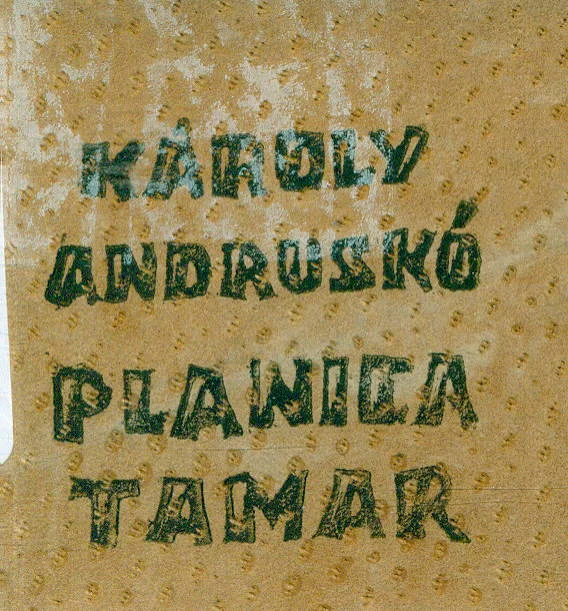 KÁROLY
ANDRUSKÓ
PLANICA
TAMAR